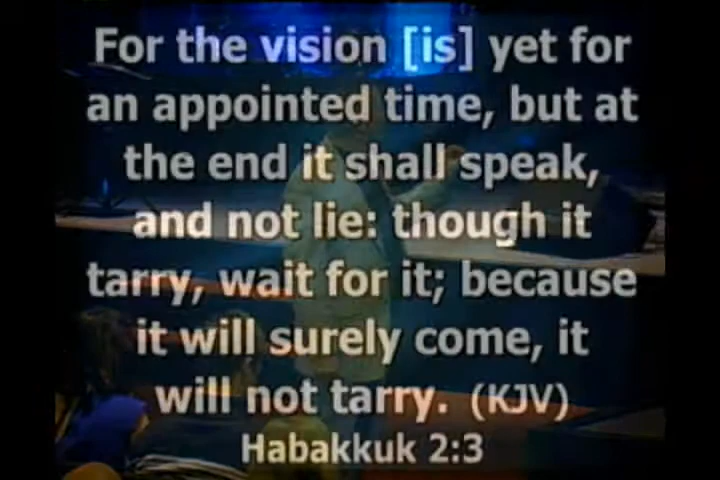 For the vision [is] yet for
an appointed time, but at
the end it shall speak,
and not lie: though it
tarry, wait for it; because
it will surely come, it
will not tarry. (KJV)
Habakkuk 2:3